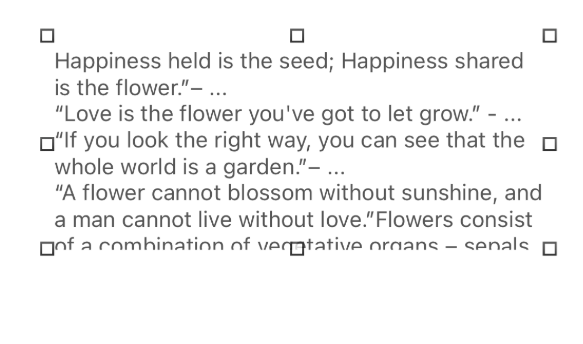 Happiness held is the seed; Happiness shared
is the flower.”– ...
“Love is the flower you've got to let grow.” - ...
“If you look the right way, you can see that the
whole world is a garden.”– ...
“A flower cannot blossom without sunshine, and
a man cannot live without love.”Flowers consist
of a combination of vegetative organs – sepals